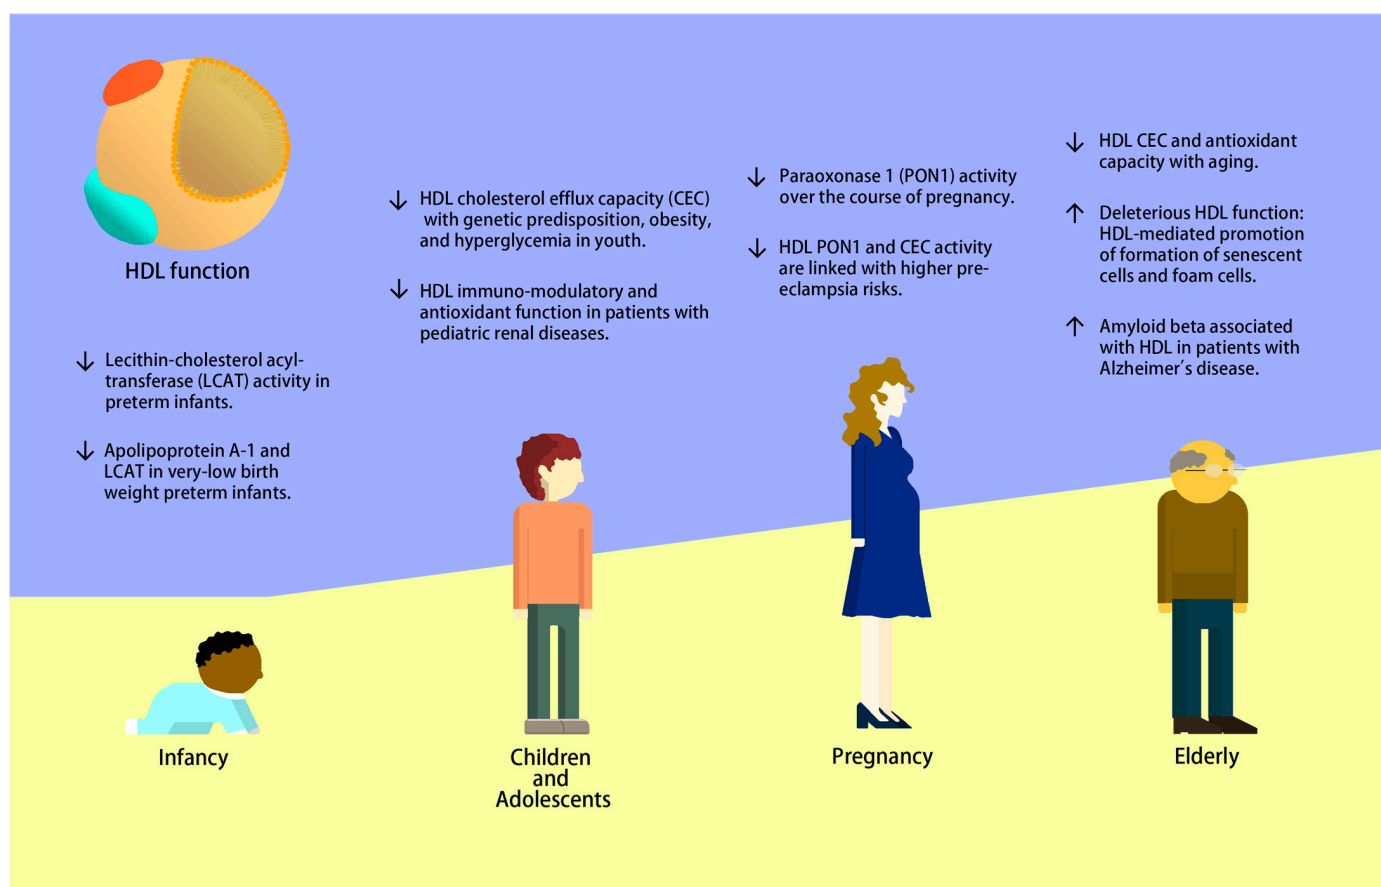 HDL function
↓ Lecithin-cholesterol acyl-
transferase (LCAT) activity in
preterm infants.
↓ Apolipoprotein A-1 and
LCAT in very-low birth
weight preterm infants.
↓ HDL cholesterol efflux capacity (CEC)
with genetic predisposition, obesity,
and hyperglycemia in youth.
↓ HDL immuno-modulatory and
antioxidant function in patients with
pediatric renal diseases.
↓ Paraoxonase 1 (PON1) activity
over the course of pregnancy.
↓ HDL PON1 and CEC activity
are linked with higher pre-
eclampsia risks.
↓ HDL CEC and antioxidant
capacity with aging.
↑ Deleterious HDL function:
HDL-mediated promotion
of formation of senescent
cells and foam cells.
↑ Amyloid beta associated
with HDL in patients with
Alzheimer′s disease.
Infancy
Children
and
Adolescents
Pregnancy
Elderly